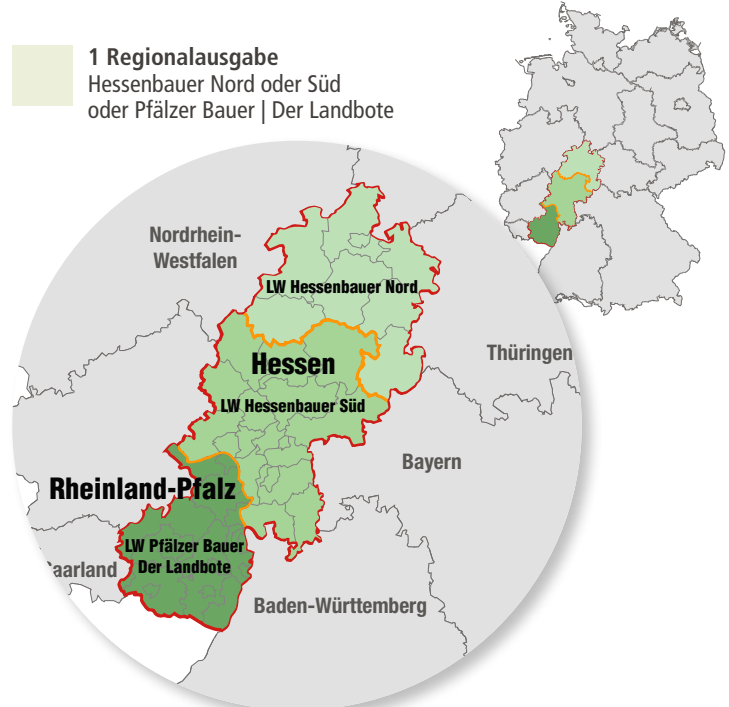 1 Regionalausgabe
Hessenbauer Nord oder Süd
oder Pfälzer Bauer | Der Landbote
Nordrhein-
Westfalen
LW Hessenbauer Nord
Thüringen
Hessen
LW Hessenbauer Süd
Bayern
Rheinland-Pfalz
LW Pfälzer Bauer
Der Landbote
Saarland
Baden-Württemberg